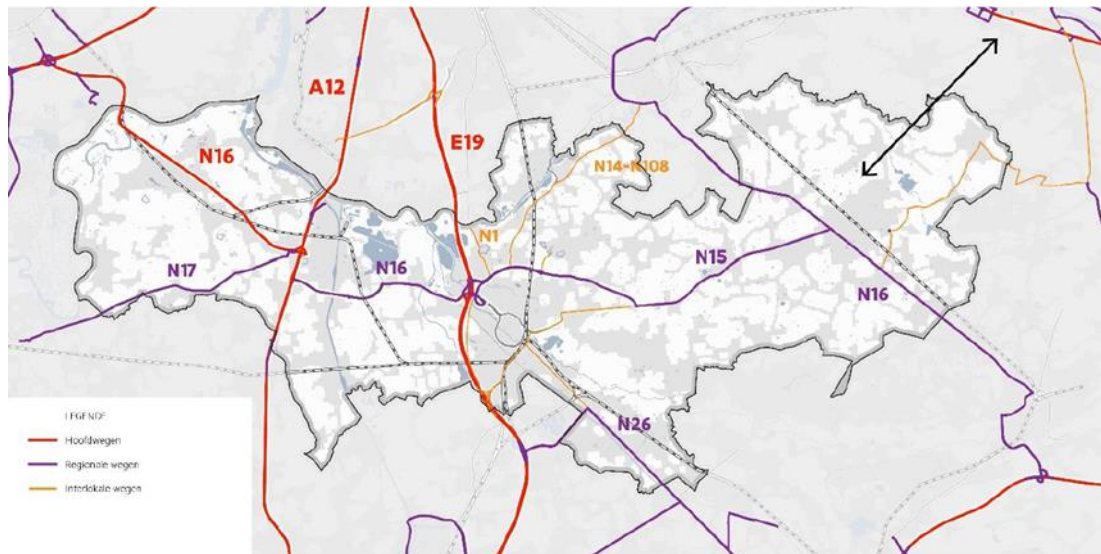 A12
E19
N16
N14-N108
N1
N17
N16
N15
N16
N26
LEGENDE
Hoofdwegen
Regionale wegen
Interlokale wegen